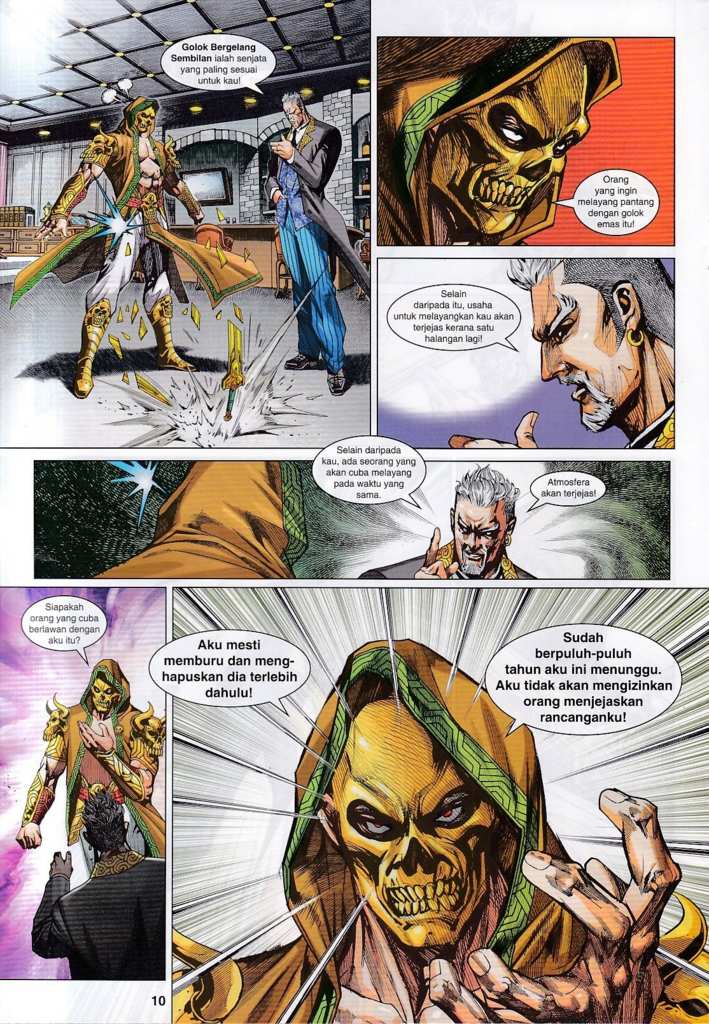 Golok Bergelang
Sembilan ialah senjata
yang paling sesuai
untuk kau!
Orang
yang ingin
melayang pantang
dengan golok
emas itu!
Selain
daripada itu, usaha
untuk melayangkan kau akan
terjejas kerana satu
halangan lagi!
Selain daripada
kau, ada seorang yang
akan cuba melayang
pada waktu yang
sama.
Atmosfera
akan terjejas!
Siapakah
orang yang cuba
berlawan dengan
aku itu?
Aku mesti
memburu dan meng-
hapuskan dia terlebih
dahulu!
Sudah
berpuluh-puluh
tahun aku ini menunggu.
Aku tidak akan mengizinkan
orang menjejaskan
rancanganku!
10